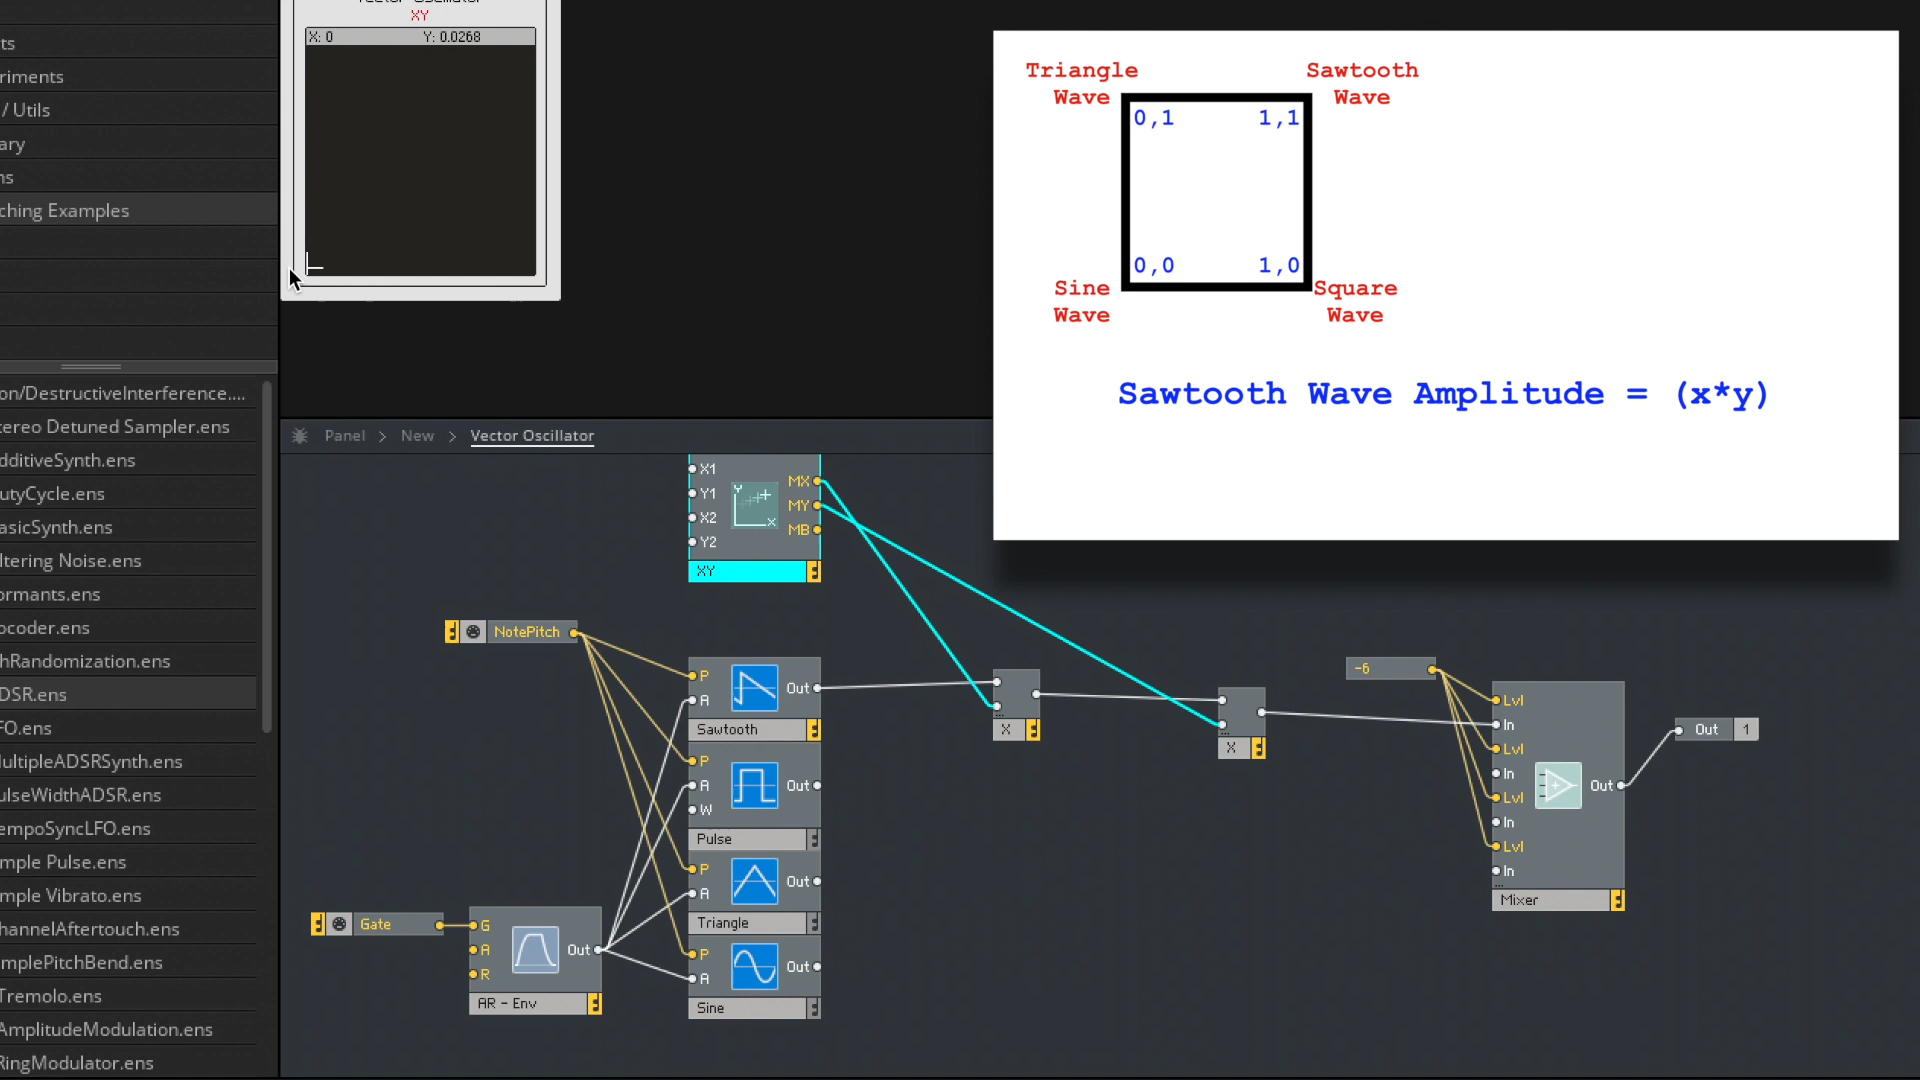 XY
X: 0 Y: 0.0268
ts
riments
/ Utils
ary
ns
ching Examples
on/DestructiveInterference....
tereo Detuned Sampler.ens
dditiveSynth.ens
utyCycle.ens
asicSynth.ens
ltering Noise.ens
ormants.ens
ocoder.ens
hRandomization.ens
DSR.ens
FO.ens
MultipleADSRSynth.ens
ulseWidthADSR.ens
empoSyncLFO.ens
mple Pulse.ens
mple Vibrato.ens
hannelAftertouch.ens
mplePitchBend.ens
Tremolo.ens
AmplitudeModulation.ens
RingModulator.ens
Triangle Wave
Sawtooth Wave
0,1 1,1
0,0 1,0
Sine Wave
Square Wave
Sawtooth Wave Amplitude = (x*y)
Panel > New > Vector Oscillator
X1
Y1
X2
Y2
MX
MY
MB
Y
X
XY
NotePitch
P
A
Out
Sawtooth
P
A
W
Out
Pulse
P
A
Out
Triangle
P
A
Out
Sine
Gate
G
A
R
Out
AR - Env
X
X
-6
Lvl
In
Lvl
In
Lvl
In
Lvl
In
Out
Mixer
Out 1